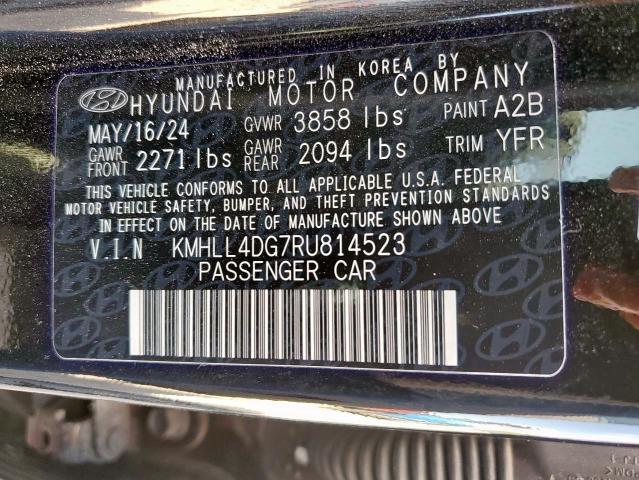 MANUFACTURED IN KOREA BY
HYUNDAI MOTOR COMPANY
MAY/16/24 GVWR 3858 lbs PAINT A2B
GAWR FRONT 2271 lbs GAWR REAR 2094 lbs TRIM YFR
THIS VEHICLE CONFORMS TO ALL APPLICABLE U.S.A. FEDERAL
MOTOR VEHICLE SAFETY, BUMPER, AND THEFT PREVENTION STANDARDS
IN EFFECT ON THE DATE OF MANUFACTURE SHOWN ABOVE
V.I.N KMHLL4DG7RU814523
PASSENGER CAR